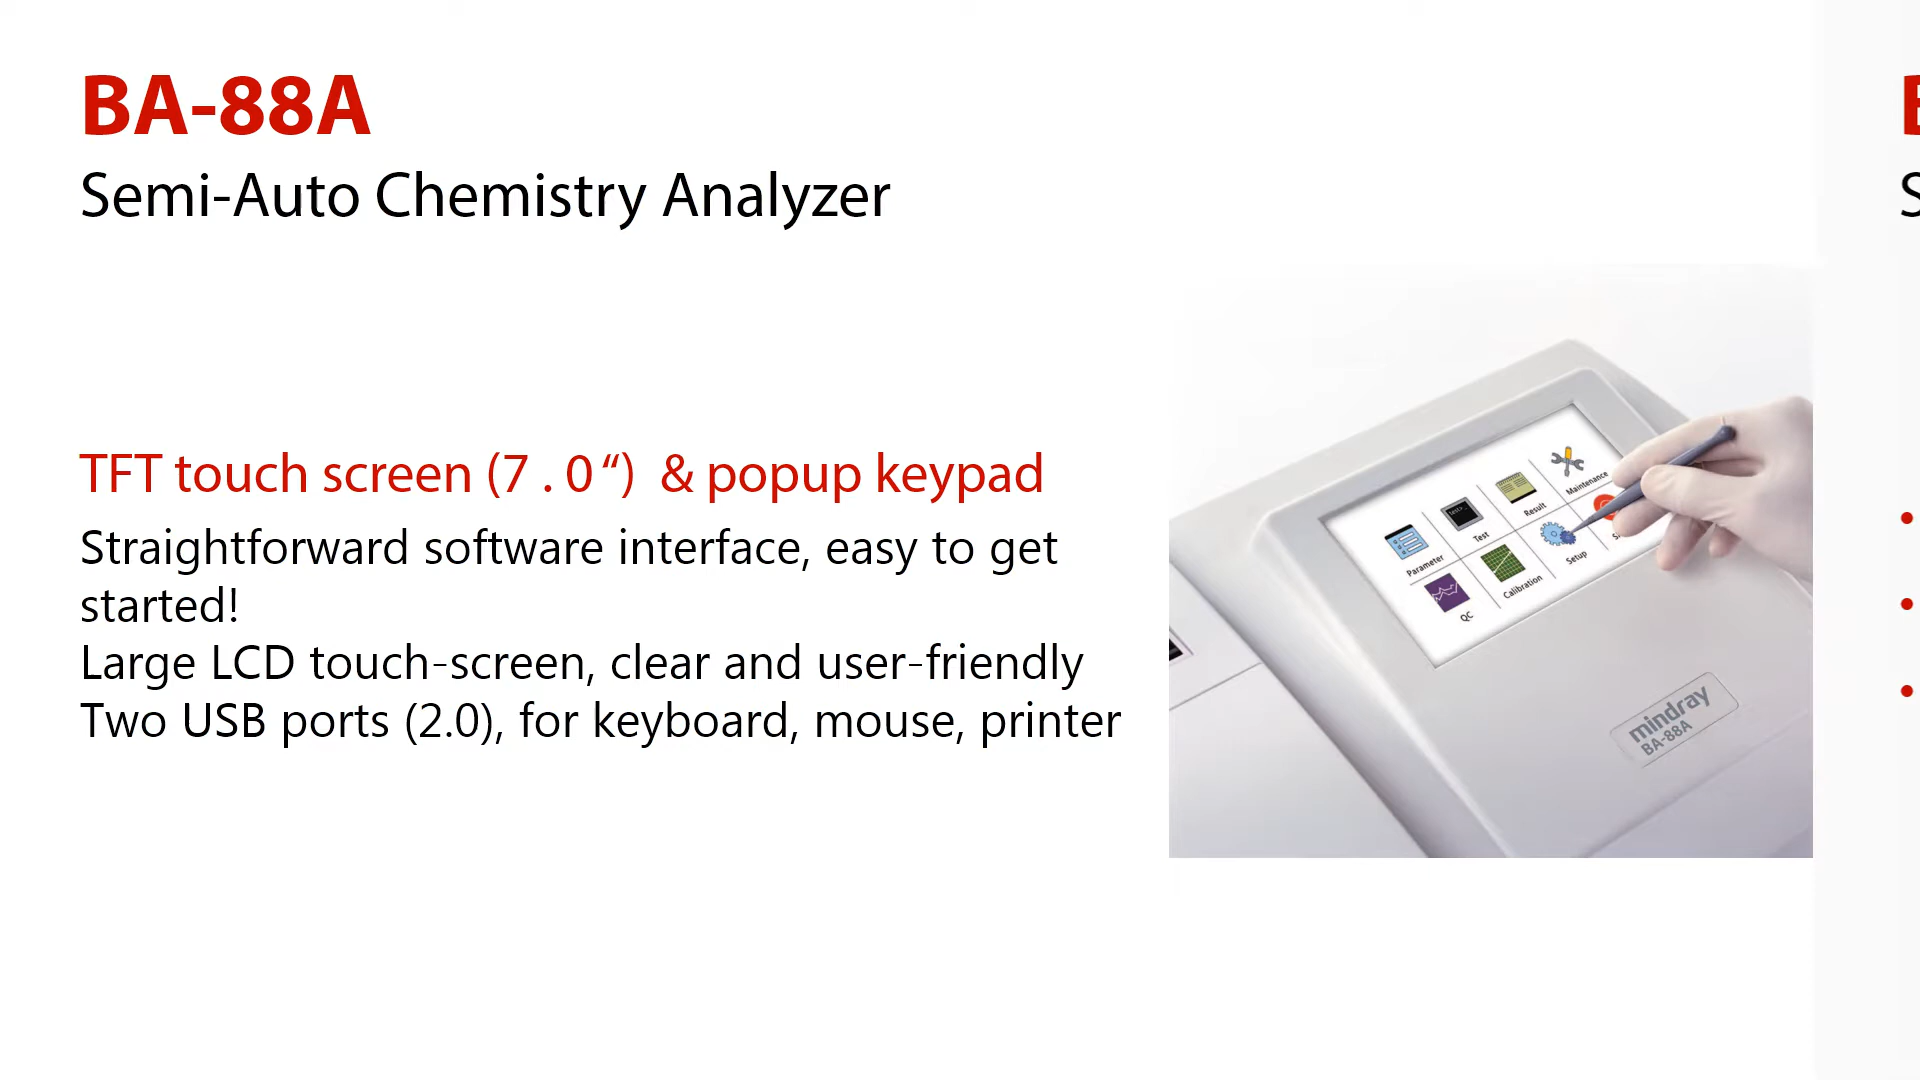 BA-88A
Semi-Auto Chemistry Analyzer
TFT touch screen (7.0“) & popup keypad
Straightforward software interface, easy to get
started!
Large LCD touch-screen, clear and user-friendly
Two USB ports (2.0), for keyboard, mouse, printer
Parameter
Test
Result
Maintenance
QC
Calibration
Setup
mindray
BA-88A